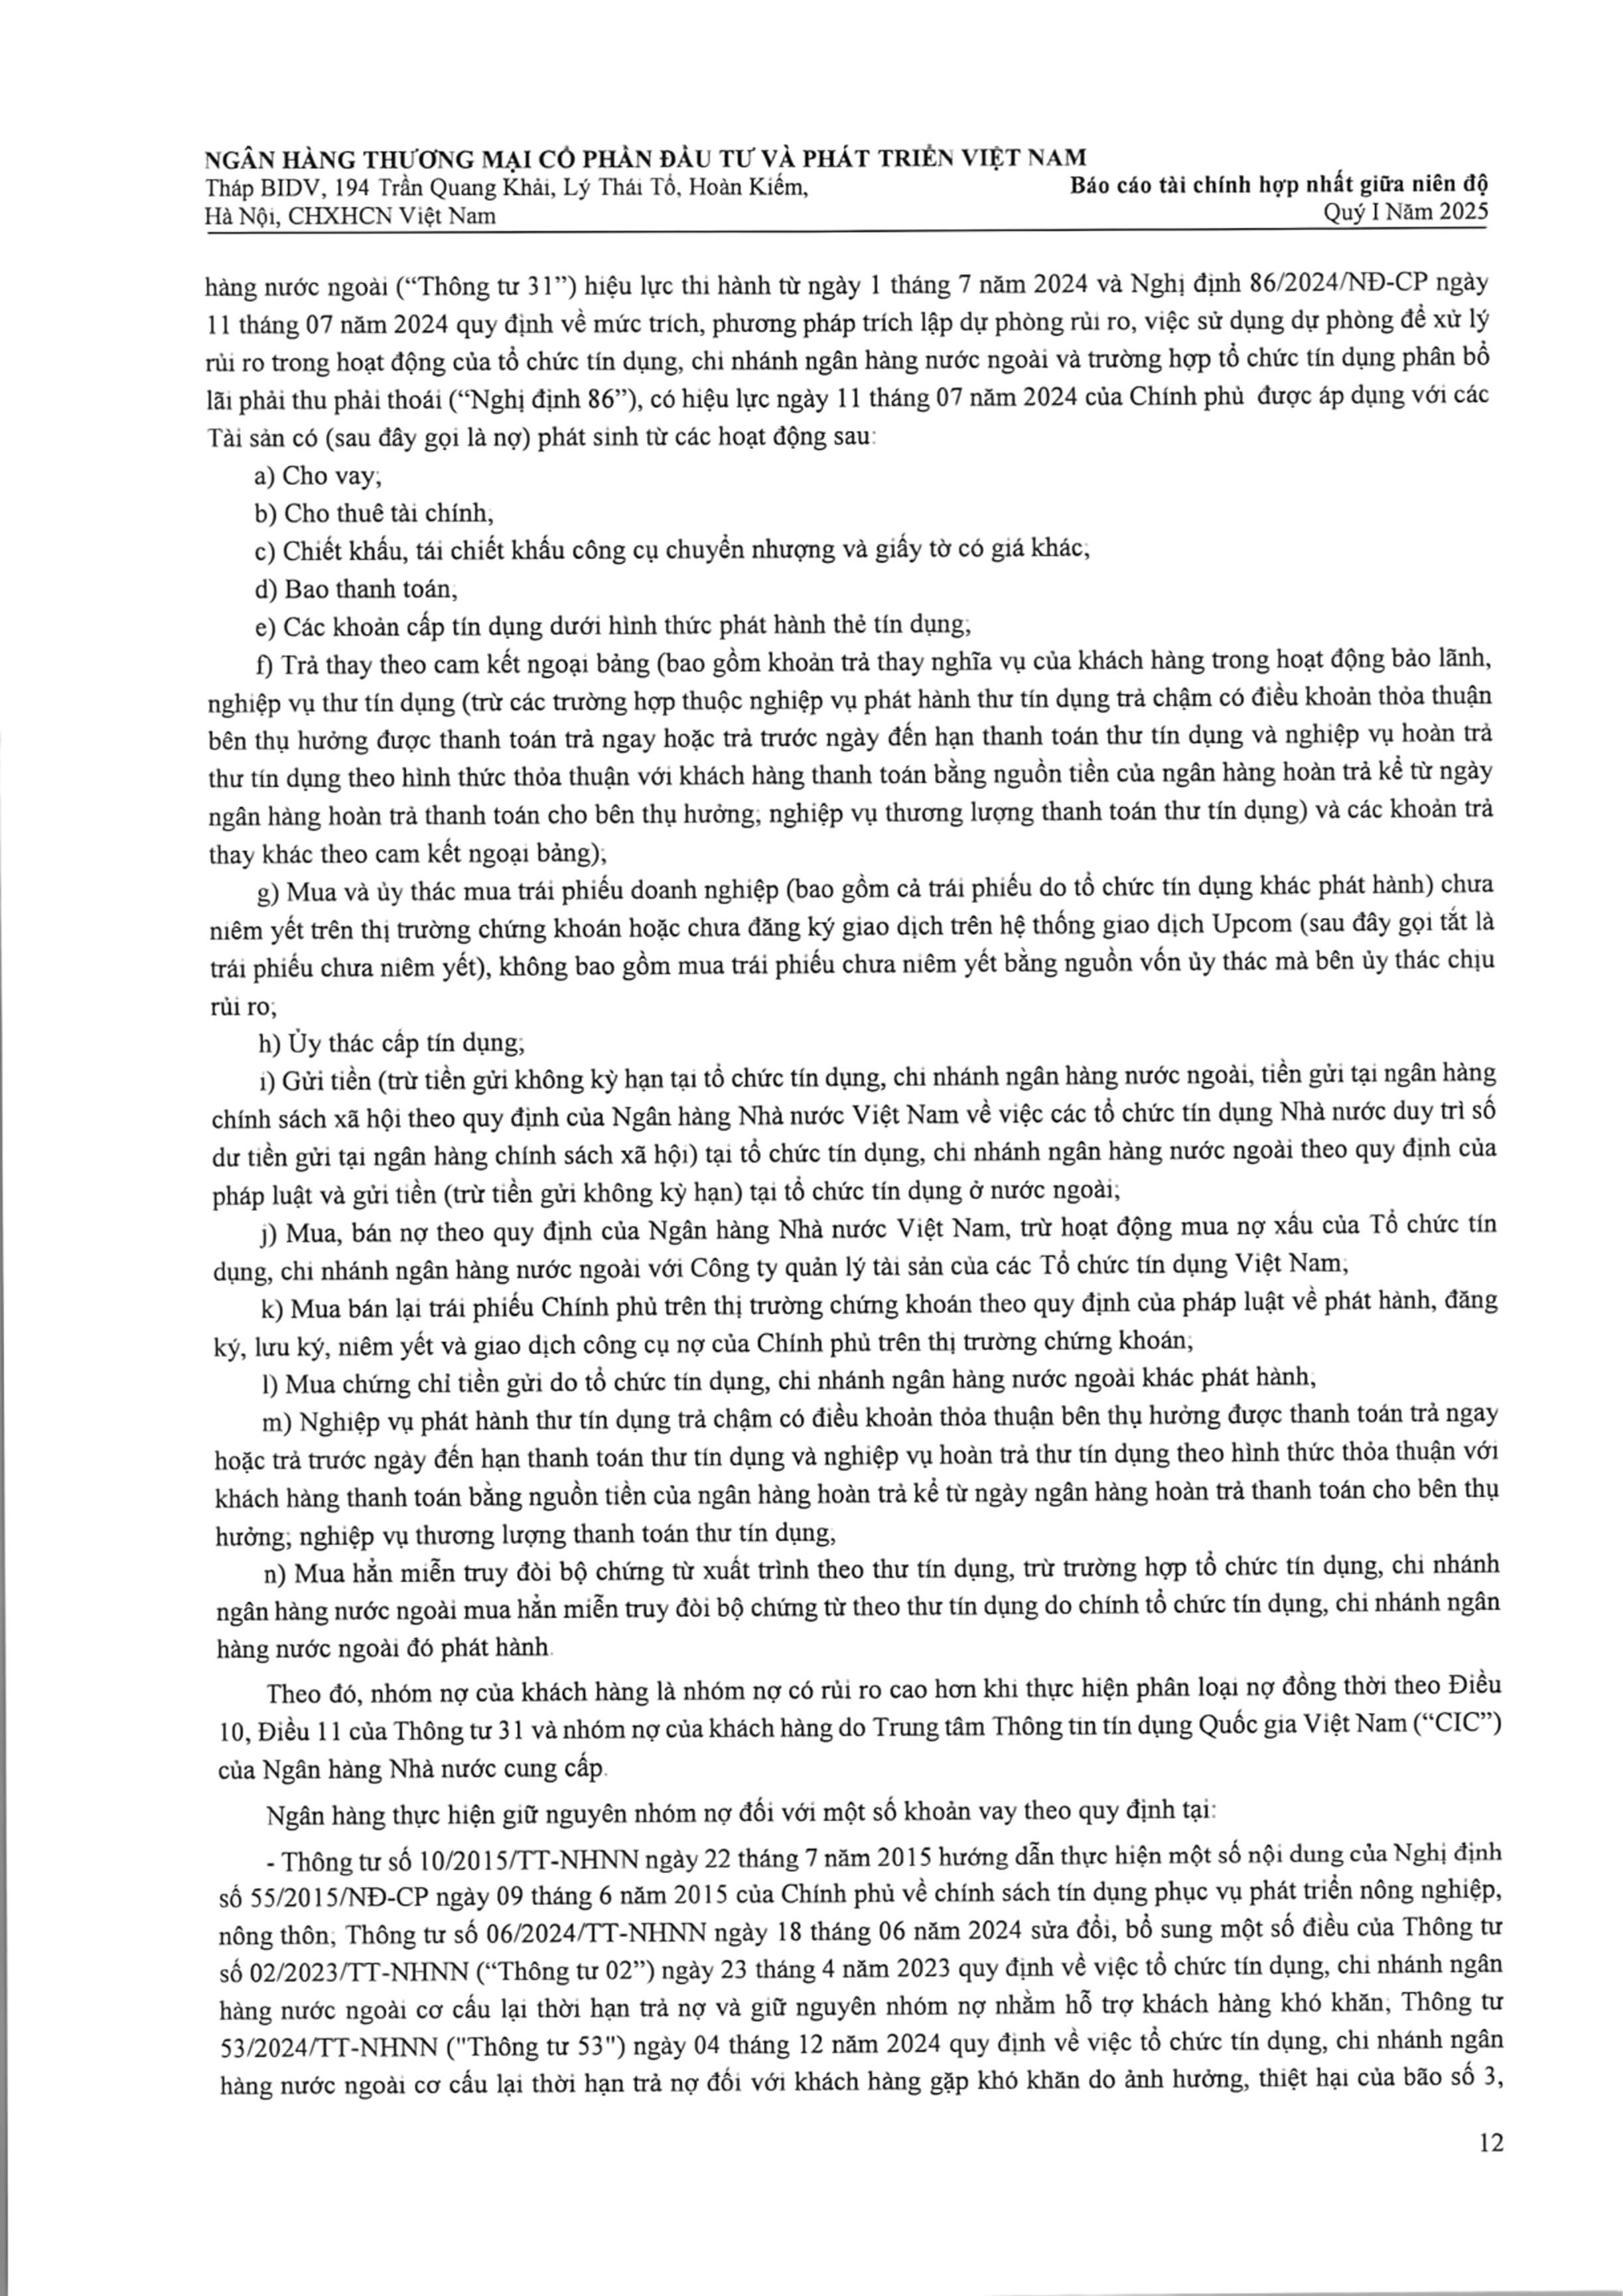 NGÂN HÀNG THƯƠNG MẠI CỔ PHẦN ĐẦU TƯ VÀ PHÁT TRIỂN VIỆT NAM
Tháp BIDV, 194 Trần Quang Khải, Lý Thái Tổ, Hoàn Kiếm,
Báo cáo tài chính hợp nhất giữa niên độ
Hà Nội, CHXHCN Việt Nam
Quý I Năm 2025
hàng nước ngoài (“Thông tư 31”) hiệu lực thi hành từ ngày 1 tháng 7 năm 2024 và Nghị định 86/2024/NĐ-CP ngày
11 tháng 07 năm 2024 quy định về mức trích, phương pháp trích lập dự phòng rủi ro, việc sử dụng dự phòng để xử lý
rủi ro trong hoạt động của tổ chức tín dụng, chi nhánh ngân hàng nước ngoài và trường hợp tổ chức tín dụng phân bổ
lãi phải thu phải thoái (“Nghị định 86”), có hiệu lực ngày 11 tháng 07 năm 2024 của Chính phủ được áp dụng với các
Tài sản có (sau đây gọi là nợ) phát sinh từ các hoạt động sau:
a) Cho vay;
b) Cho thuê tài chính;
c) Chiết khấu, tái chiết khấu công cụ chuyển nhượng và giấy tờ có giá khác;
d) Bao thanh toán;
e) Các khoản cấp tín dụng dưới hình thức phát hành thẻ tín dụng;
f) Trả thay theo cam kết ngoại bảng (bao gồm khoản trả thay nghĩa vụ của khách hàng trong hoạt động bảo lãnh,
nghiệp vụ thư tín dụng (trừ các trường hợp thuộc nghiệp vụ phát hành thư tín dụng trả chậm có điều khoản thỏa thuận
bên thụ hưởng được thanh toán trả ngay hoặc trả trước ngày đến hạn thanh toán thư tín dụng và nghiệp vụ hoàn trả
thư tín dụng theo hình thức thỏa thuận với khách hàng thanh toán bằng nguồn tiền của ngân hàng hoàn trả kể từ ngày
ngân hàng hoàn trả thanh toán cho bên thụ hưởng; nghiệp vụ thương lượng thanh toán thư tín dụng) và các khoản trả
thay khác theo cam kết ngoại bảng);
g) Mua và ủy thác mua trái phiếu doanh nghiệp (bao gồm cả trái phiếu do tổ chức tín dụng khác phát hành) chưa
niêm yết trên thị trường chứng khoán hoặc chưa đăng ký giao dịch trên hệ thống giao dịch Upcom (sau đây gọi tắt là
trái phiếu chưa niêm yết), không bao gồm mua trái phiếu chưa niêm yết bằng nguồn vốn ủy thác mà bên ủy thác chịu
rủi ro;
h) Ủy thác cấp tín dụng;
i) Gửi tiền (trừ tiền gửi không kỳ hạn tại tổ chức tín dụng, chi nhánh ngân hàng nước ngoài, tiền gửi tại ngân hàng
chính sách xã hội theo quy định của Ngân hàng Nhà nước Việt Nam về việc các tổ chức tín dụng Nhà nước duy trì số
dư tiền gửi tại ngân hàng chính sách xã hội) tại tổ chức tín dụng, chi nhánh ngân hàng nước ngoài theo quy định của
pháp luật và gửi tiền (trừ tiền gửi không kỳ hạn) tại tổ chức tín dụng ở nước ngoài;
j) Mua, bán nợ theo quy định của Ngân hàng Nhà nước Việt Nam, trừ hoạt động mua nợ xấu của Tổ chức tín
dụng, chi nhánh ngân hàng nước ngoài với Công ty quản lý tài sản của các Tổ chức tín dụng Việt Nam;
k) Mua bán lại trái phiếu Chính phủ trên thị trường chứng khoán theo quy định của pháp luật về phát hành, đăng
ký, lưu ký, niêm yết và giao dịch công cụ nợ của Chính phủ trên thị trường chứng khoán;
l) Mua chứng chỉ tiền gửi do tổ chức tín dụng, chi nhánh ngân hàng nước ngoài khác phát hành;
m) Nghiệp vụ phát hành thư tín dụng trả chậm có điều khoản thỏa thuận bên thụ hưởng được thanh toán trả ngay
hoặc trả trước ngày đến hạn thanh toán thư tín dụng và nghiệp vụ hoàn trả thư tín dụng theo hình thức thỏa thuận với
khách hàng thanh toán bằng nguồn tiền của ngân hàng hoàn trả kể từ ngày ngân hàng hoàn trả thanh toán cho bên thụ
hưởng; nghiệp vụ thương lượng thanh toán thư tín dụng;
n) Mua hẳn miễn truy đòi bộ chứng từ xuất trình theo thư tín dụng, trừ trường hợp tổ chức tín dụng, chi nhánh
ngân hàng nước ngoài mua hẳn miễn truy đòi bộ chứng từ theo thư tín dụng do chính tổ chức tín dụng, chi nhánh ngân
hàng nước ngoài đó phát hành.
Theo đó, nhóm nợ của khách hàng là nhóm nợ có rủi ro cao hơn khi thực hiện phân loại nợ đồng thời theo Điều
10, Điều 11 của Thông tư 31 và nhóm nợ của khách hàng do Trung tâm Thông tin tín dụng Quốc gia Việt Nam (“CIC”)
của Ngân hàng Nhà nước cung cấp.
Ngân hàng thực hiện giữ nguyên nhóm nợ đối với một số khoản vay theo quy định tại:
- Thông tư số 10/2015/TT-NHNN ngày 22 tháng 7 năm 2015 hướng dẫn thực hiện một số nội dung của Nghị định
số 55/2015/NĐ-CP ngày 09 tháng 6 năm 2015 của Chính phủ về chính sách tín dụng phục vụ phát triển nông nghiệp,
nông thôn; Thông tư số 06/2024/TT-NHNN ngày 18 tháng 06 năm 2024 sửa đổi, bổ sung một số điều của Thông tư
số 02/2023/TT-NHNN (“Thông tư 02”) ngày 23 tháng 4 năm 2023 quy định về việc tổ chức tín dụng, chi nhánh ngân
hàng nước ngoài cơ cấu lại thời hạn trả nợ và giữ nguyên nhóm nợ nhằm hỗ trợ khách hàng khó khăn; Thông tư
53/2024/TT-NHNN ("Thông tư 53") ngày 04 tháng 12 năm 2024 quy định về việc tổ chức tín dụng, chi nhánh ngân
hàng nước ngoài cơ cấu lại thời hạn trả nợ đối với khách hàng gặp khó khăn do ảnh hưởng, thiệt hại của bão số 3,
12